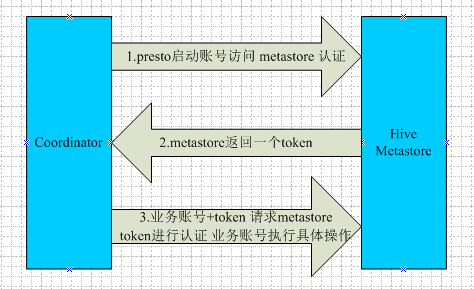 1.presto启动账号访问 metastore 认证
Coordinator
2.metastore返回一个token
Hive
Metastore
3.业务账号+token 请求metastore
token进行认证 业务账号执行具体操作